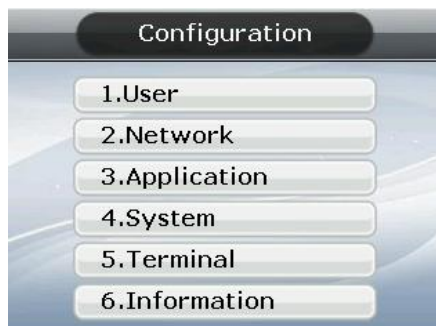 Configuration
1.User
2.Network
3.Application
4.System
5.Terminal
6.Information